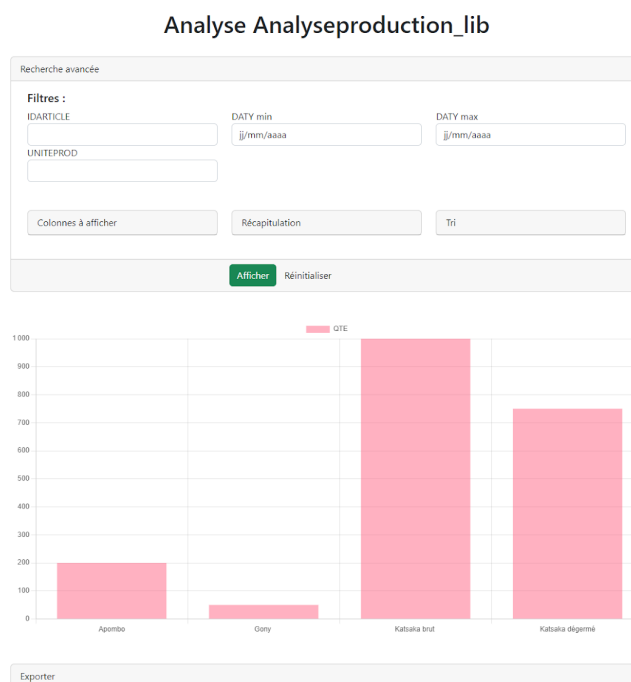 Analyse Analyseproduction_lib
Recherche avancée
Filtres :
IDARTICLE
DATY min
DATY max
jj/mm/aaaa
jj/mm/aaaa
UNITEPROD
Colonnes à afficher
Récapitulation
Tri
Afficher
Réinitialiser
QTE
1 000
900
800
700
600
500
400
300
200
100
0
Apombo
Gony
Katsaka brut
Katsaka dégermé
Exporter